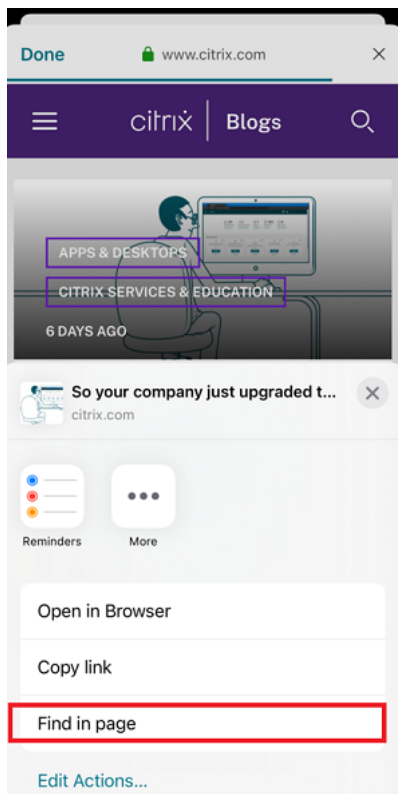 Done
www.citrix.com
citrix | Blogs
APPS & DESKTOPS
CITRIX SERVICES & EDUCATION
6 DAYS AGO
So your company just upgraded t...
citrix.com
Reminders
More
Open in Browser
Copy link
Find in page
Edit Actions...